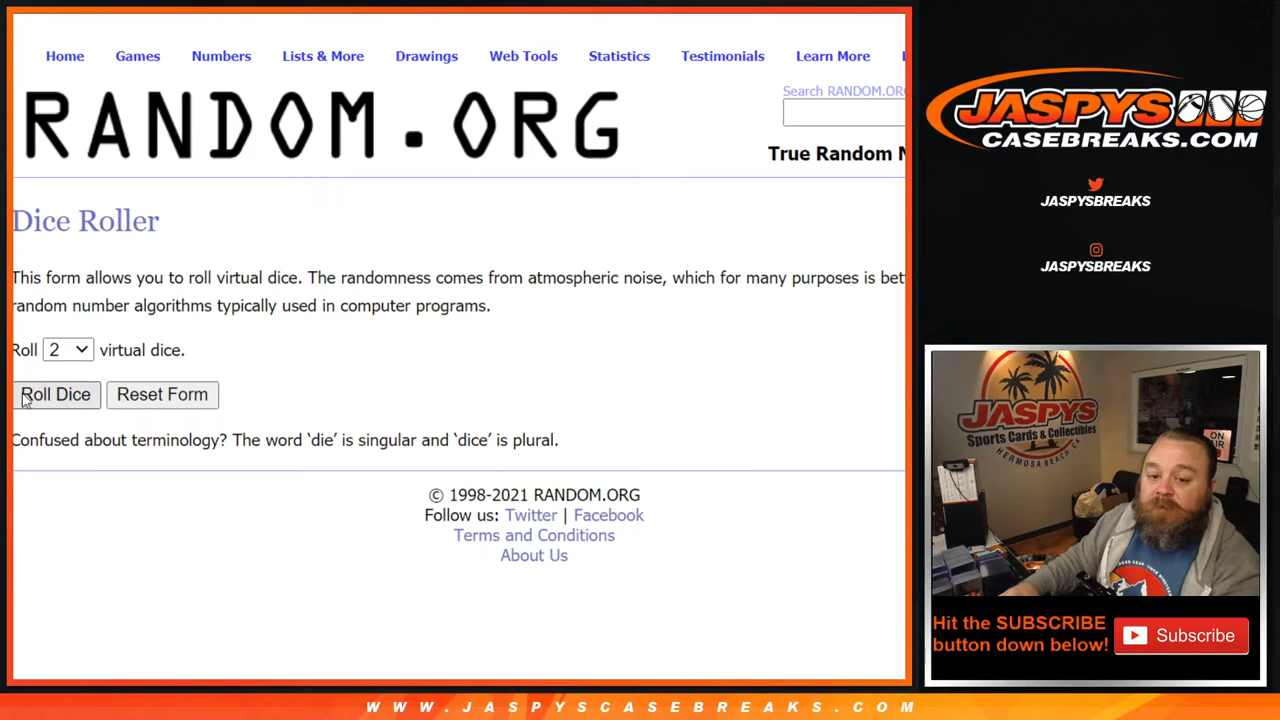 Home Games Numbers Lists & More Drawings Web Tools Statistics Testimonials Learn More
RANDOM.ORG
Search RANDOM.ORG
True Random N
Dice Roller
This form allows you to roll virtual dice. The randomness comes from atmospheric noise, which for many purposes is bet
random number algorithms typically used in computer programs.
Roll 2 virtual dice.
Roll Dice Reset Form
Confused about terminology? The word ‘die’ is singular and ‘dice’ is plural.
© 1998-2021 RANDOM.ORG
Follow us: Twitter | Facebook
Terms and Conditions
About Us
JASPYS
CASEBREAKS.COM
JASPYSBREAKS
JASPYSBREAKS
JASPYS
Sports Cards & Collectibles
HERMOSA BEACH, CA
ON
AIR
Hit the SUBSCRIBE
button down below!
Subscribe
WWW.JASPYSCASEBREAKS.COM